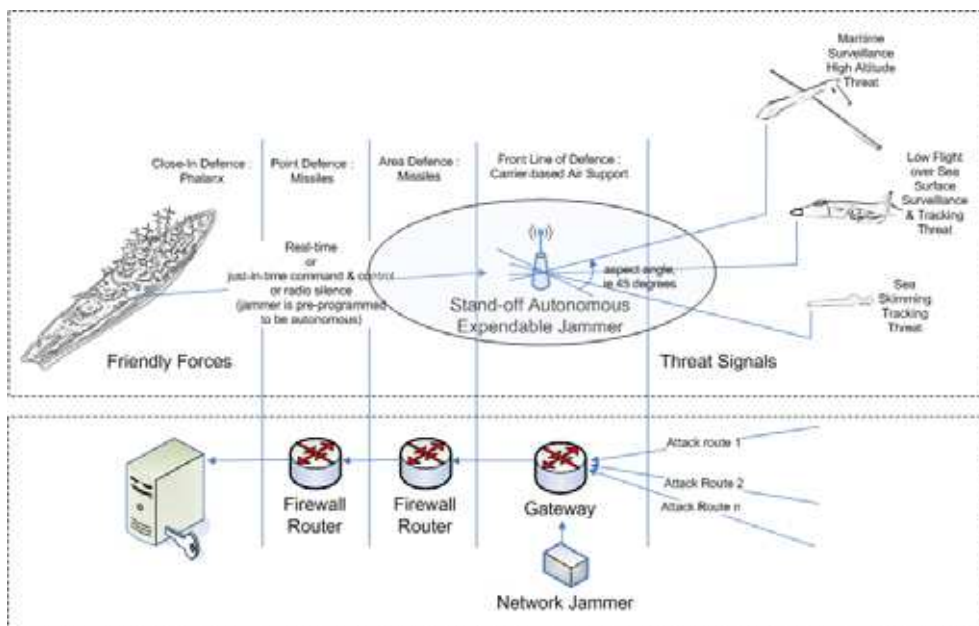 Maritime
Surveillance
High Altitude
Threat
Close-In Defence :
Phalanx
Point Defence :
Missiles
Area Defence :
Missiles
Front Line of Defence :
Carrier-based Air Support
Low Flight
over Sea
Surface
Surveillance
& Tracking
Threat
Real-time
or
just-in-time command & control
or radio silence
(jammer is pre-programmed
to be autonomous)
aspect angle,
ie 45 degrees
Stand-off Autonomous
Expendable Jammer
Sea
Skimming
Tracking
Threat
Friendly Forces
Threat Signals
Attack route 1
Attack Route 2
Attack Route n
Firewall
Router
Firewall
Router
Gateway
Network Jammer